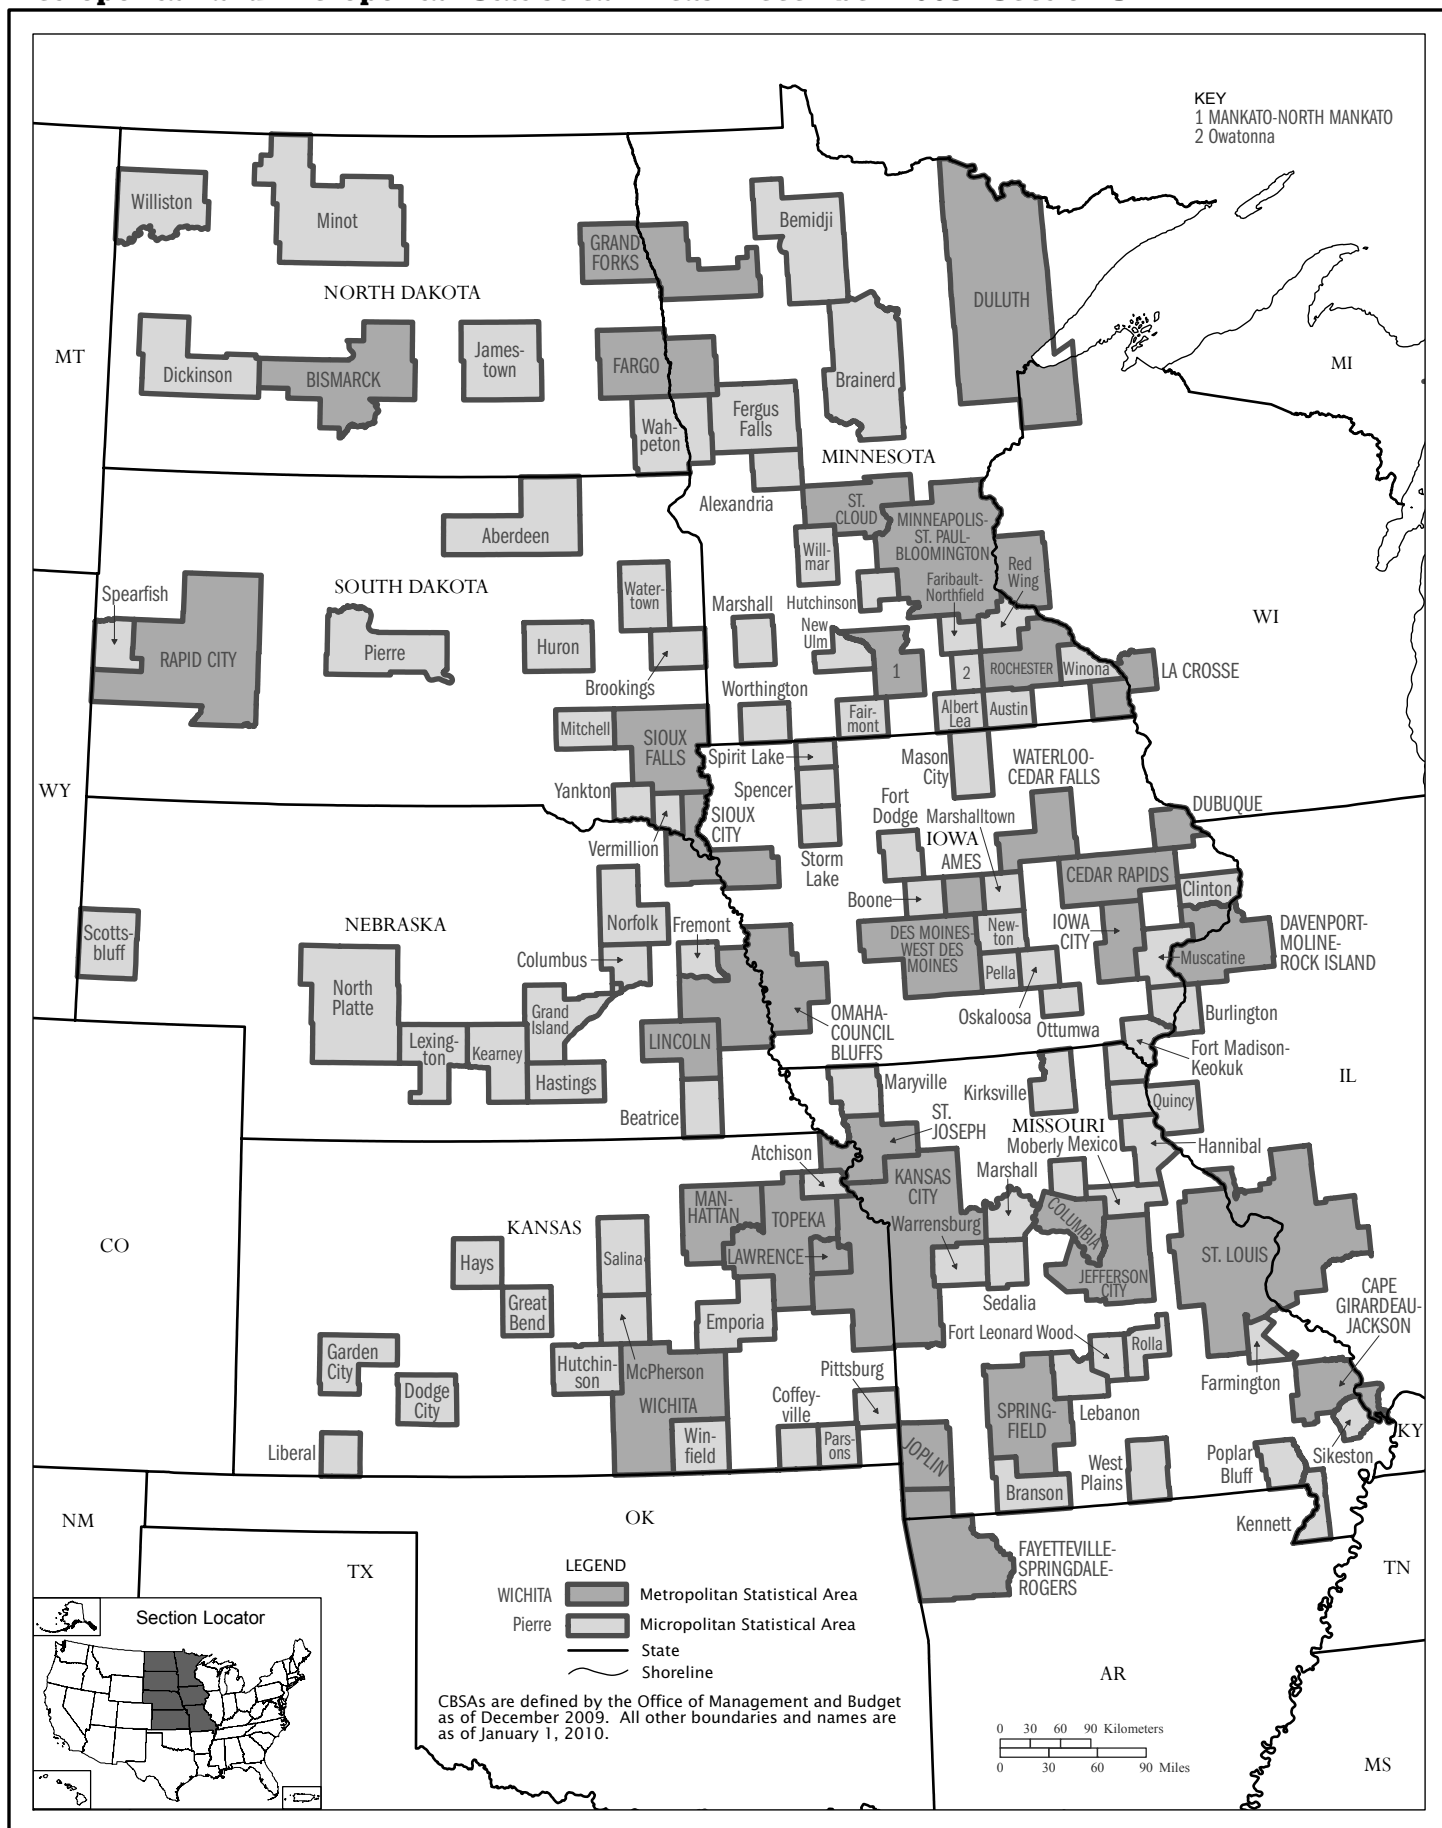 KEY
1 MANKATO-NORTH MANKATO
2 Owatonna
Williston
Minot
GRAND
FORKS
Bemidji
DULUTH
NORTH DAKOTA
MT
Dickinson
BISMARCK
James-
town
FARGO
Brainerd
MI
Wah-
peton
Fergus
Falls
MINNESOTA
Alexandria
ST.
CLOUD
MINNEAPOLIS-
ST. PAUL-
BLOOMINGTON
Aberdeen
Will-
mar
Red
Wing
Faribault-
Northfield
Spearfish
SOUTH DAKOTA
Water-
town
Marshall
Hutchinson
WI
New
Ulm
RAPID CITY
Pierre
Huron
Brookings
1
2
ROCHESTER
Winona
LA CROSSE
Worthington
Fair-
mont
Albert
Lea
Austin
Mitchell
SIOUX
FALLS
Spirit Lake
Mason
City
WATERLOO-
CEDAR FALLS
WY
Yankton
Spencer
Fort
Dodge
Marshalltown
DUBUQUE
SIOUX
CITY
Vermillion
Storm
Lake
IOWA
AMES
CEDAR RAPIDS
Clinton
Boone
Scotts-
bluff
NEBRASKA
Norfolk
Fremont
DES MOINES-
WEST DES
MOINES
New-
ton
IOWA
CITY
DAVENPORT-
MOLINE-
ROCK ISLAND
Columbus
Pella
Muscatine
North
Platte
Grand
Island
OMAHA-
COUNCIL
BLUFFS
Oskaloosa
Ottumwa
Burlington
Lexing-
ton
Kearney
LINCOLN
Fort Madison-
Keokuk
Hastings
IL
Beatrice
Maryville
Kirksville
Quincy
ST.
JOSEPH
MISSOURI
Moberly
Mexico
Hannibal
Atchison
Marshall
KANSAS
CITY
MAN-
HATTAN
TOPEKA
COLUMBIA
KANSAS
Warrensburg
CO
Hays
Salina
LAWRENCE
ST. LOUIS
JEFFERSON
CITY
Sedalia
CAPE
GIRARDEAU-
JACKSON
Great
Bend
Emporia
Fort Leonard Wood
Rolla
Garden
City
Hutchin-
son
McPherson
Pittsburg
Farmington
Dodge
City
WICHITA
Coffey-
ville
SPRING-
FIELD
Lebanon
KY
Liberal
Win-
field
Pars-
ons
JOPLIN
West
Plains
Poplar
Bluff
Sikeston
Branson
NM
OK
Kennett
TX
FAYETTEVILLE-
SPRINGDALE-
ROGERS
TN
LEGEND
WICHITA Metropolitan Statistical Area
Pierre Micropolitan Statistical Area
State
Shoreline
Section Locator
AR
CBSAs are defined by the Office of Management and Budget
as of December 2009. All other boundaries and names are
as of January 1, 2010.
0 30 60 90 Kilometers
0 30 60 90 Miles
MS